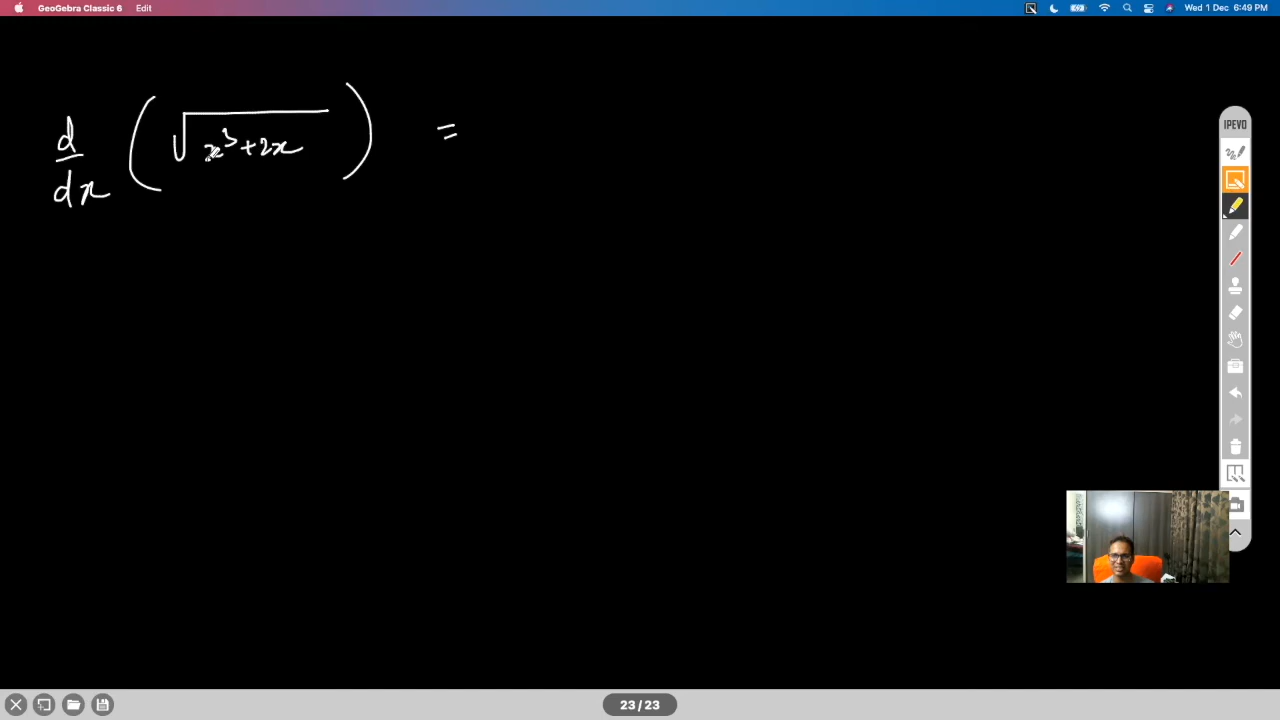 GeoGebra Classic 6 Edit Wed 1 Dec 6:49 PM
d/dx (√(x³+2x)) =
IPEVO
23/23